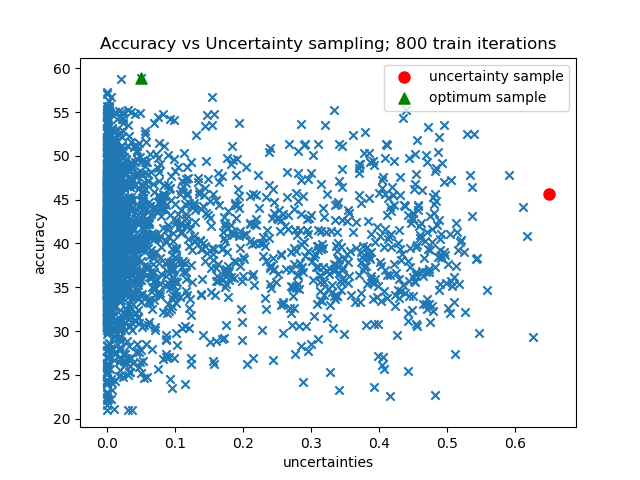 Accuracy vs Uncertainty sampling; 800 train iterations
uncertainty sample
optimum sample
accuracy
60
55
50
45
40
35
30
25
20
0.0 0.1 0.2 0.3 0.4 0.5 0.6
uncertainties